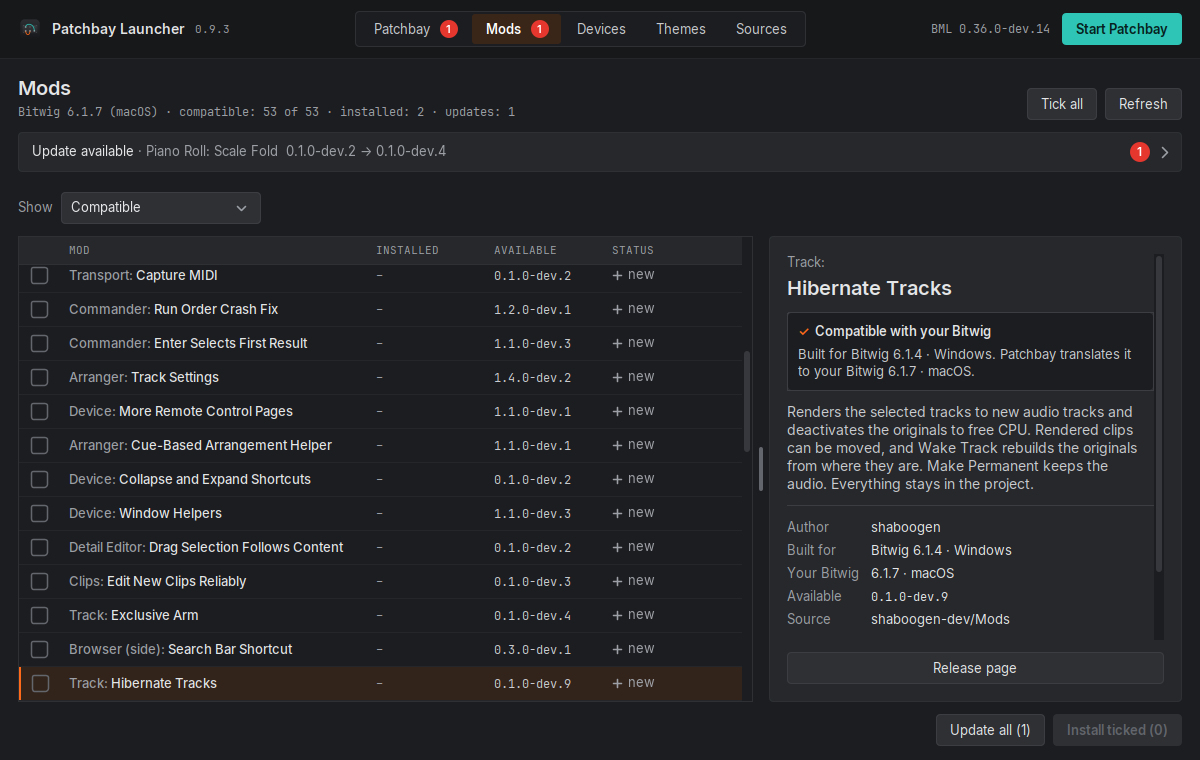 Patchbay Launcher 0.9.3
Patchbay 1 Mods 1 Devices Themes Sources
BML 0.36.0-dev.14 Start Patchbay
Mods
Bitwig 6.1.7 (macOS) · compatible: 53 of 53 · installed: 2 · updates: 1
Tick all Refresh
Update available · Piano Roll: Scale Fold 0.1.0-dev.2 → 0.1.0-dev.4 1
Show Compatible
MOD INSTALLED AVAILABLE STATUS
Transport: Capture MIDI – 0.1.0-dev.2 + new
Commander: Run Order Crash Fix – 1.2.0-dev.1 + new
Commander: Enter Selects First Result – 1.1.0-dev.3 + new
Arranger: Track Settings – 1.4.0-dev.2 + new
Device: More Remote Control Pages – 1.1.0-dev.1 + new
Arranger: Cue-Based Arrangement Helper – 1.1.0-dev.1 + new
Device: Collapse and Expand Shortcuts – 0.1.0-dev.2 + new
Device: Window Helpers – 1.1.0-dev.3 + new
Detail Editor: Drag Selection Follows Content – 0.1.0-dev.2 + new
Clips: Edit New Clips Reliably – 0.1.0-dev.3 + new
Track: Exclusive Arm – 0.1.0-dev.4 + new
Browser (side): Search Bar Shortcut – 0.3.0-dev.1 + new
Track: Hibernate Tracks – 0.1.0-dev.9 + new
Track:
Hibernate Tracks
✓ Compatible with your Bitwig
Built for Bitwig 6.1.4 · Windows. Patchbay translates it
to your Bitwig 6.1.7 · macOS.
Renders the selected tracks to new audio tracks and
deactivates the originals to free CPU. Rendered clips
can be moved, and Wake Track rebuilds the originals
from where they are. Make Permanent keeps the
audio. Everything stays in the project.
Author shaboogen
Built for Bitwig 6.1.4 · Windows
Your Bitwig 6.1.7 · macOS
Available 0.1.0-dev.9
Source shaboogen-dev/Mods
Release page
Update all (1) Install ticked (0)